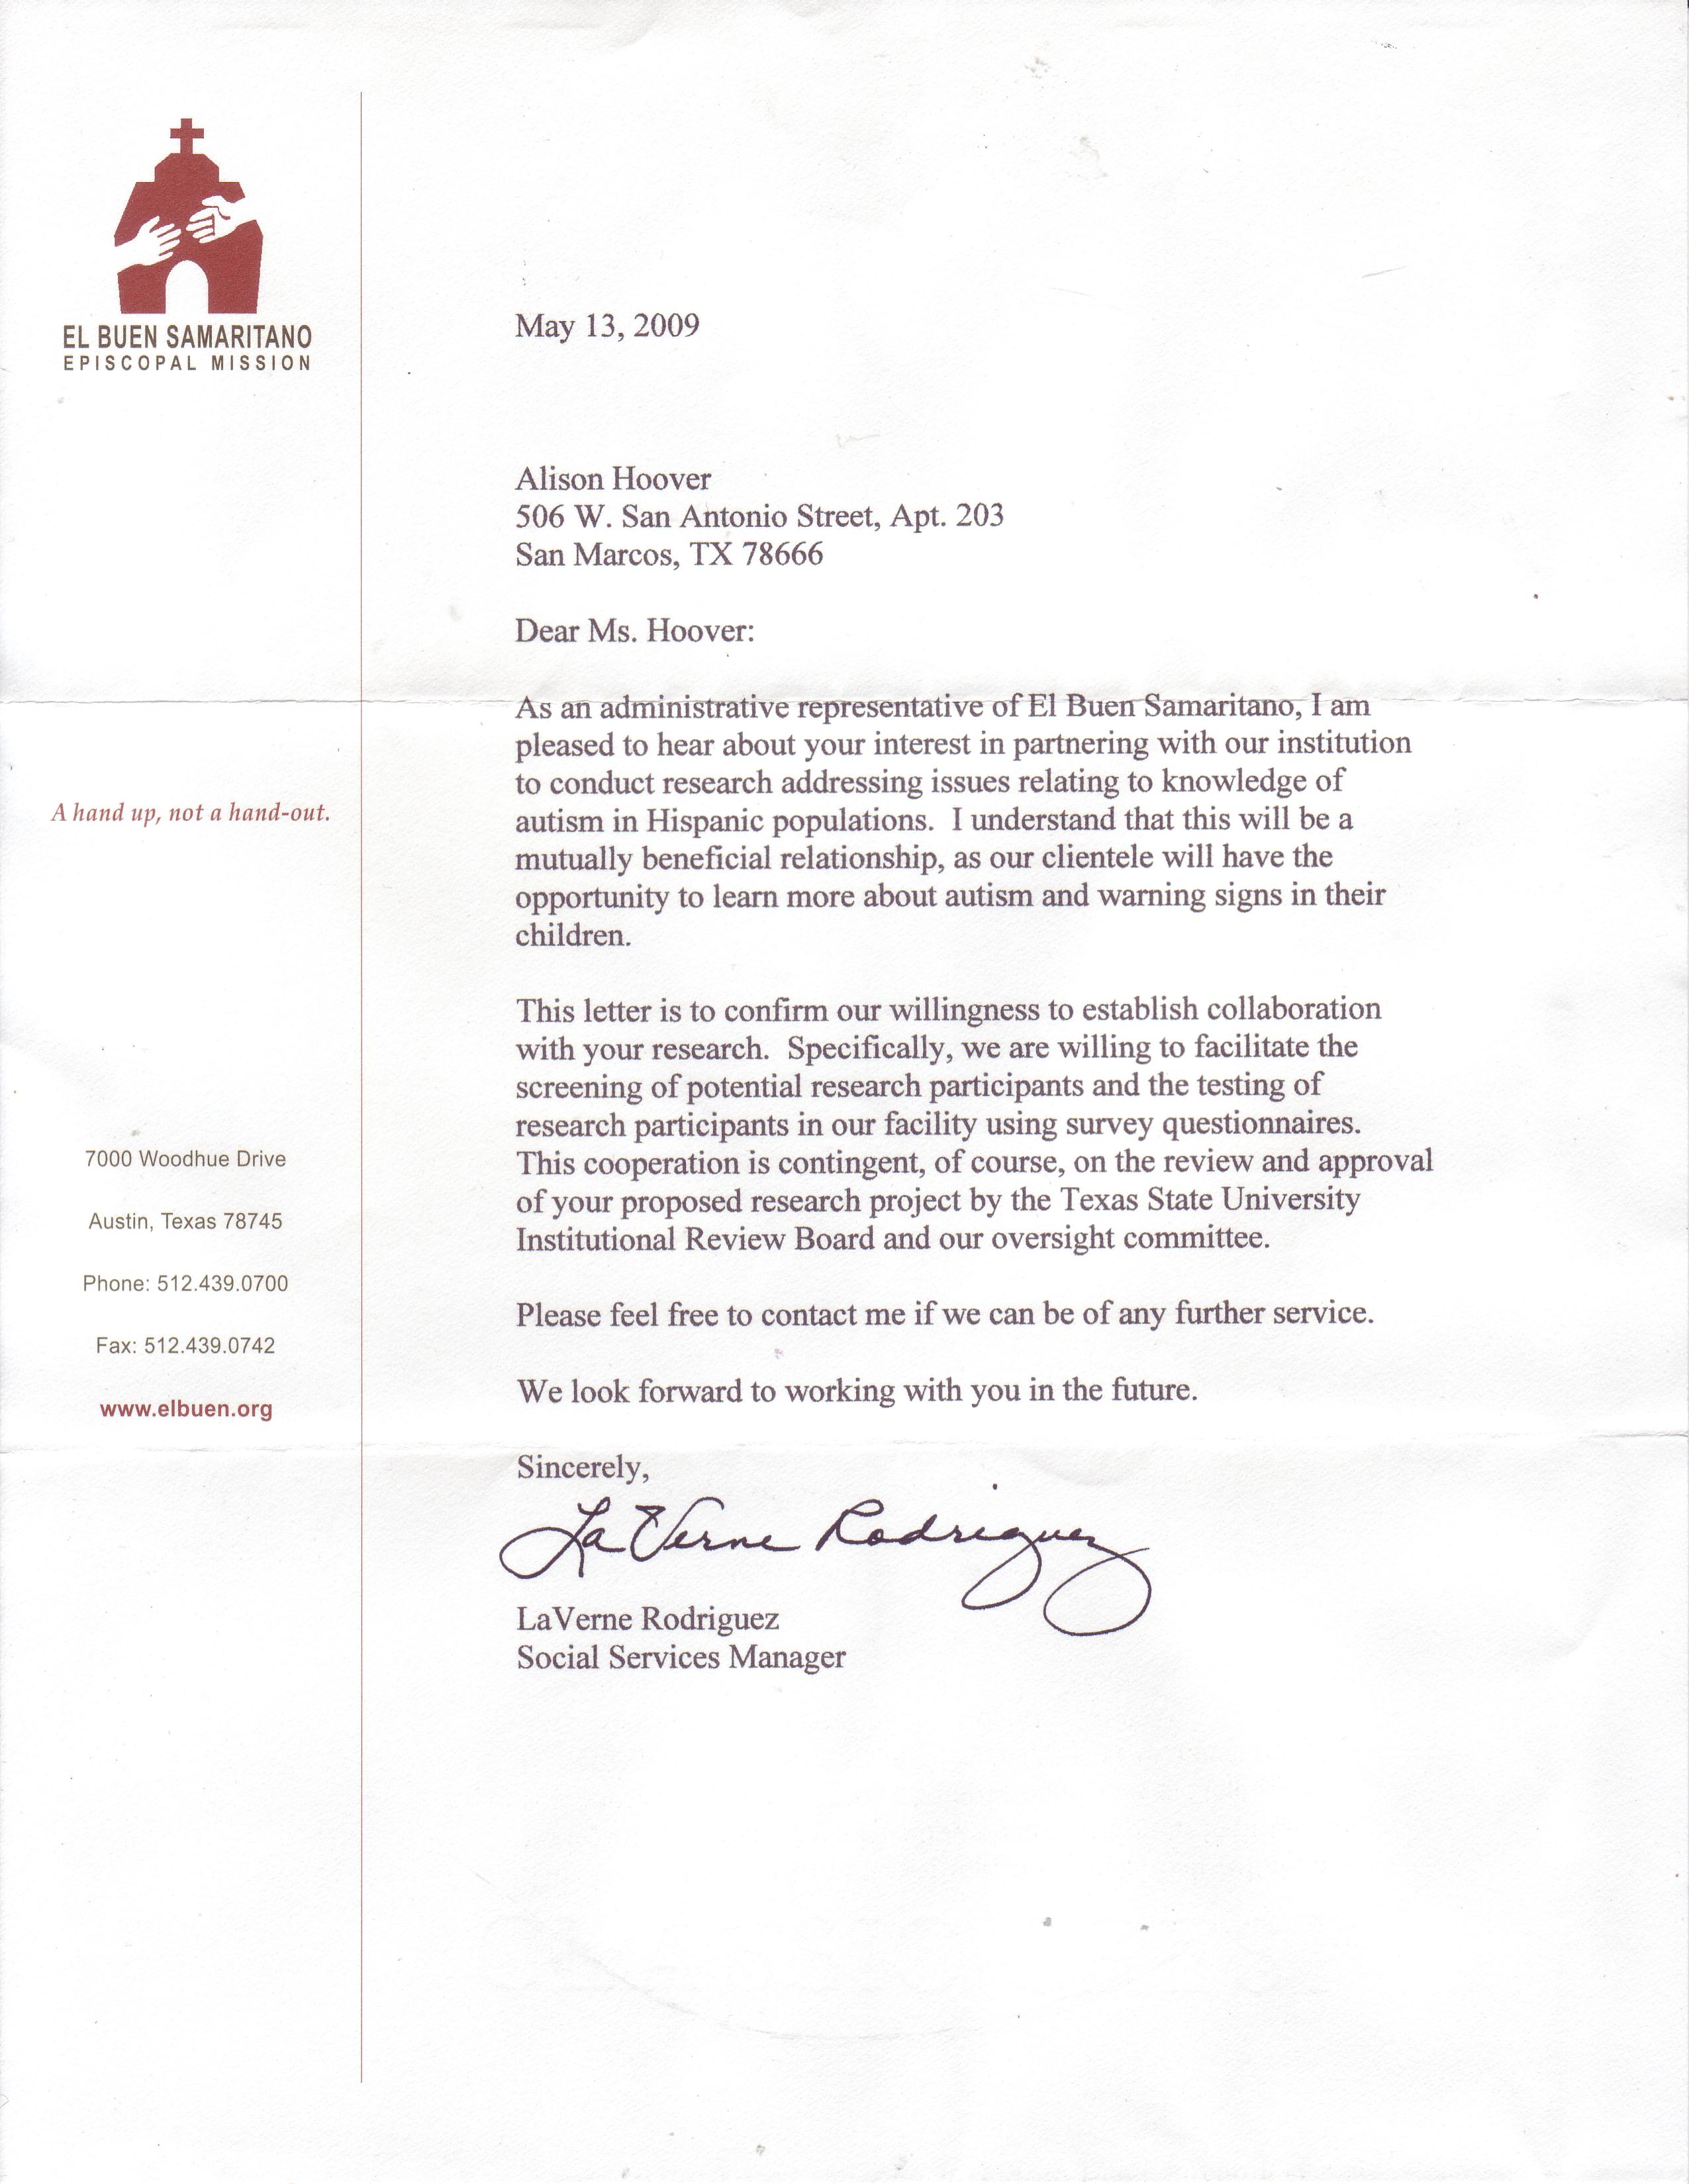 EL BUEN SAMARITANO
EPISCOPAL MISSION
A hand up, not a hand-out.
7000 Woodhue Drive
Austin, Texas 78745
Phone: 512.439.0700
Fax: 512.439.0742
www.elbuen.org
May 13, 2009
Alison Hoover
506 W. San Antonio Street, Apt. 203
San Marcos, TX 78666
Dear Ms. Hoover:
As an administrative representative of El Buen Samaritano, I am
pleased to hear about your interest in partnering with our institution
to conduct research addressing issues relating to knowledge of
autism in Hispanic populations.  I understand that this will be a
mutually beneficial relationship, as our clientele will have the
opportunity to learn more about autism and warning signs in their
children.
This letter is to confirm our willingness to establish collaboration
with your research.  Specifically, we are willing to facilitate the
screening of potential research participants and the testing of
research participants in our facility using survey questionnaires.
This cooperation is contingent, of course, on the review and approval
of your proposed research project by the Texas State University
Institutional Review Board and our oversight committee.
Please feel free to contact me if we can be of any further service.
We look forward to working with you in the future.
Sincerely,
LaVerne Rodriguez
LaVerne Rodriguez
Social Services Manager